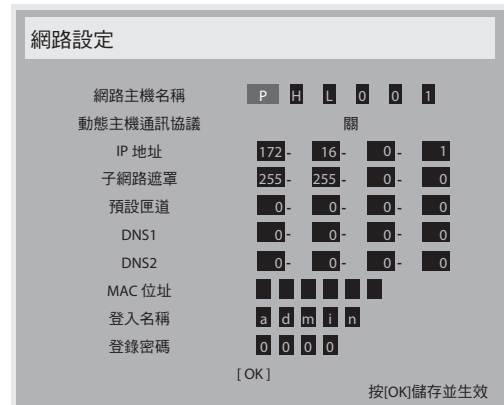 網路設定
網路主機名稱 P H L 0 0 1
動態主機通訊協議 關
IP 地址 172 - 16 - 0 - 1
子網路遮罩 255 - 255 - 0 - 0
預設匣道 0 - 0 - 0 - 0
DNS1 0 - 0 - 0 - 0
DNS2 0 - 0 - 0 - 0
MAC 位址
登入名稱 a d m i n
登錄密碼 0 0 0 0
[ OK ]
按[OK]儲存並生效